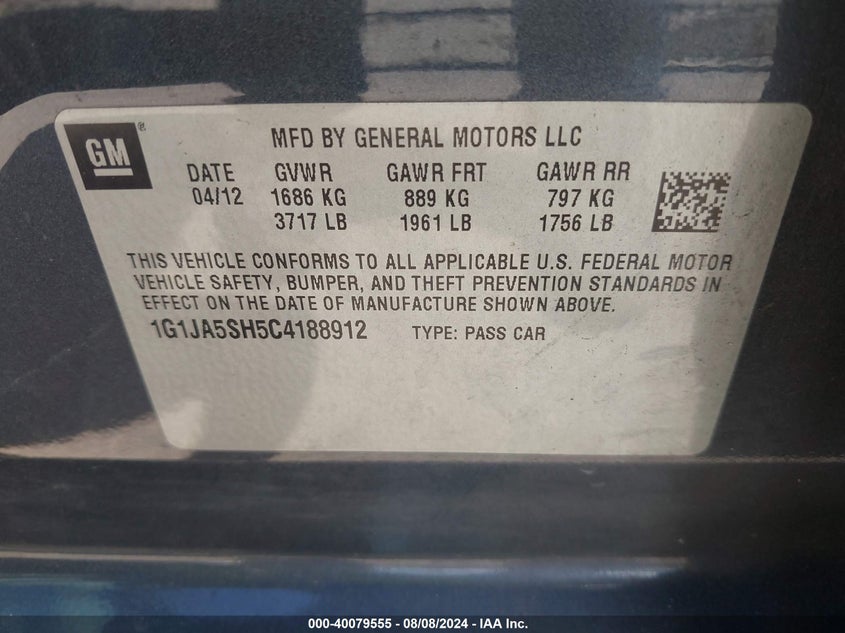 GM®
MFD BY GENERAL MOTORS LLC
DATE GVWR GAWR FRT GAWR RR
04/12 1686 KG 889 KG 797 KG
3717 LB 1961 LB 1756 LB
THIS VEHICLE CONFORMS TO ALL APPLICABLE U.S. FEDERAL MOTOR
VEHICLE SAFETY, BUMPER, AND THEFT PREVENTION STANDARDS IN
EFFECT ON THE DATE OF MANUFACTURE SHOWN ABOVE.
1G1JA5SH5C4188912 TYPE: PASS CAR
000-40079555 - 08/08/2024 - IAA Inc.